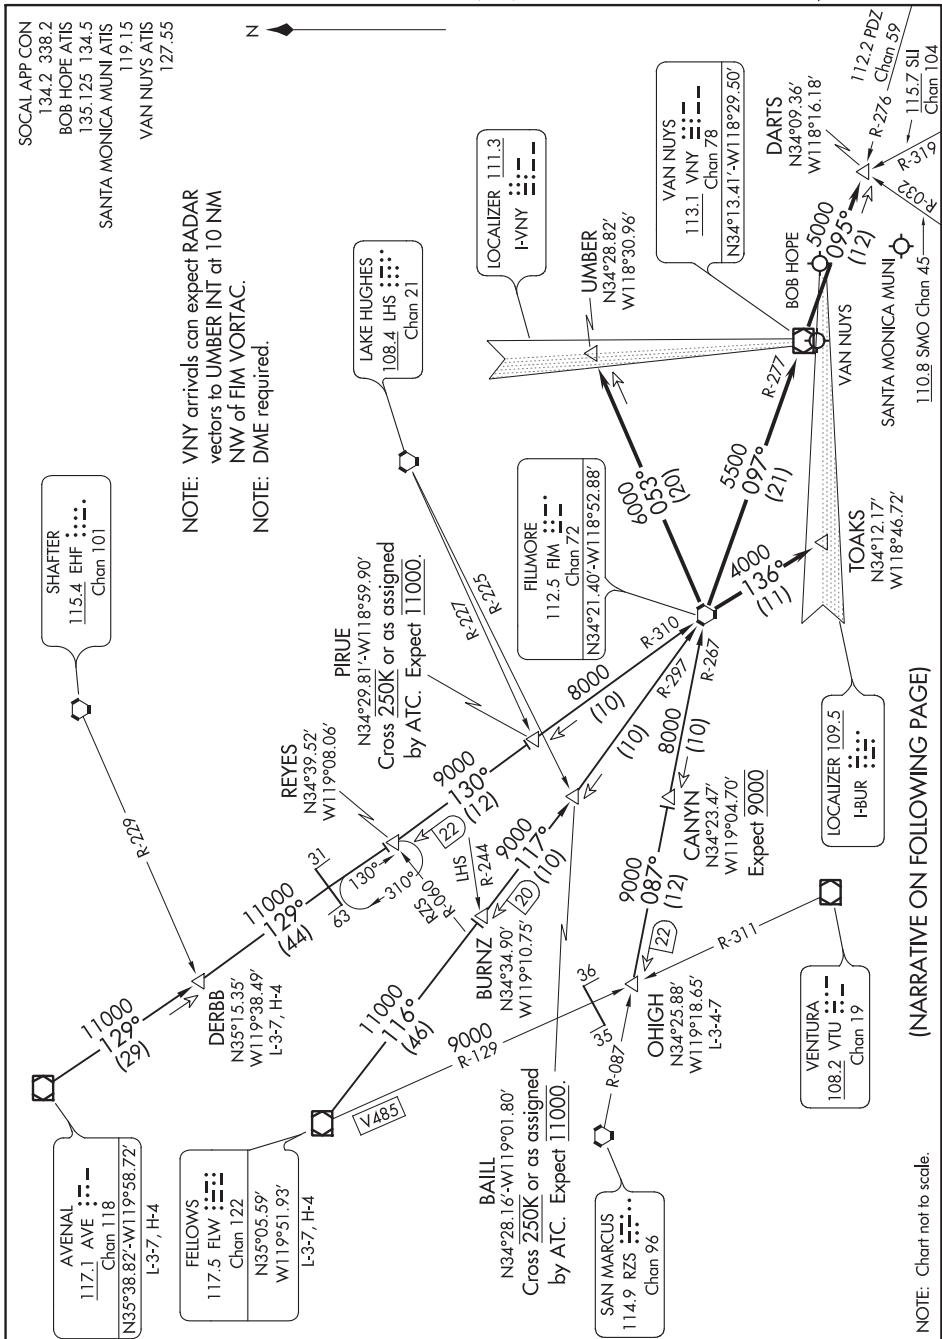 SOCAL APP CON
134.2 338.2
BOB HOPE ATIS
135.125 134.5
SANTA MONICA MUNI ATIS
119.15
VAN NUYS ATIS
127.55
N
NOTE: VNY arrivals can expect RADAR
vectors to UMBER INT at 10 NM
NW of FIM VORTAC.
NOTE: DME required.
SHAFTER
115.4 EHF
Chan 101
R-229
LAKE HUGHES
108.4 LHS
Chan 21
R-227
R-225
LOCALIZER 111.3
I-VNY
UMBER
N34°28.82'
W118°30.96'
VAN NUYS
113.1 VNY
Chan 78
N34°13.41'-W118°29.50'
DARTS
N34°09.36'
W118°16.18'
112.2 PDZ
Chan 59
R-276
115.7 SLI
Chan 104
R-319
R-032
BOB HOPE
5000
095°
(12)
SANTA MONICA MUNI
110.8 SMO Chan 45
VAN NUYS
R-277
5500
097°
(21)
6000
053°
(20)
4000
136°
(11)
TOAKS
N34°12.17'
W118°46.72'
FILLMORE
112.5 FIM
Chan 72
N34°21.40'-W118°52.88'
LOCALIZER 109.5
I-BUR
PIRUE
N34°29.81'-W118°59.90'
Cross 250K or as assigned
by ATC. Expect 11000.
R-310
8000
(10)
R-297
(10)
R-267
8000
(10)
REYES
N34°39.52'
W119°08.06'
9000
130°
(12)
22
31
63
130°
310°
RZS
R-060
LHS
R-244
11000
129°
(44)
DERBB
N35°15.35'
W119°38.49'
L-3-7, H-4
11000
129°
(29)
AVENAL
117.1 AVE
Chan 118
N35°38.82'-W119°58.72'
L-3-7, H-4
FELLOWS
117.5 FLW
Chan 122
N35°05.59'
W119°51.93'
L-3-7, H-4
11000
116°
(46)
BURNZ
N34°34.90'
W119°10.75'
20
9000
117°
(10)
V485
9000
R-129
36
35
BAILL
N34°28.16'-W119°01.80'
Cross 250K or as assigned
by ATC. Expect 11000.
CANYN
N34°23.47'
W119°04.70'
Expect 9000
9000
087°
(12)
22
OHIGH
N34°25.88'
W119°18.65'
L-3-4-7
R-087
R-311
SAN MARCUS
114.9 RZS
Chan 96
VENTURA
108.2 VTU
Chan 19
(NARRATIVE ON FOLLOWING PAGE)
NOTE: Chart not to scale.